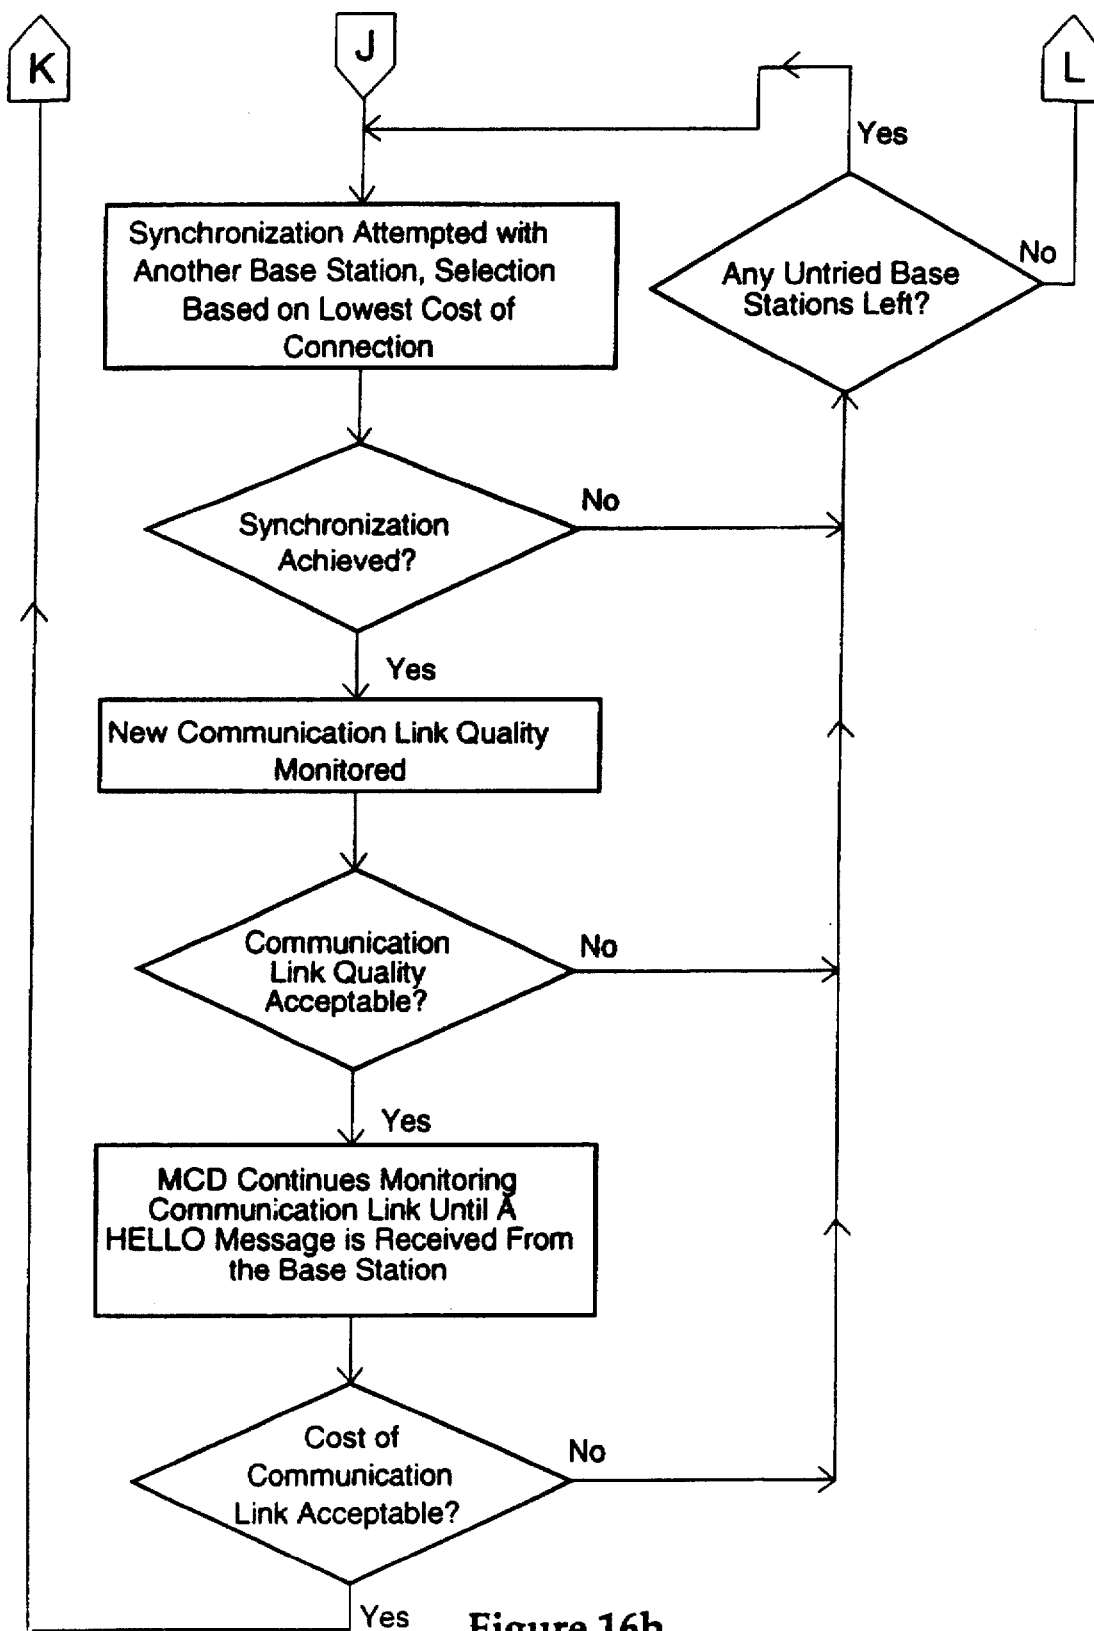 K
J
L
Yes
Synchronization Attempted with
Another Base Station, Selection
Based on Lowest Cost of
Connection
Any Untried Base
Stations Left?
No
Synchronization
Achieved?
No
Yes
New Communication Link Quality
Monitored
Communication
Link Quality
Acceptable?
No
Yes
MCD Continues Monitoring
Communication Link Until A
HELLO Message is Received From
the Base Station
Cost of
Communication
Link Acceptable?
No
Yes
Figure 16b